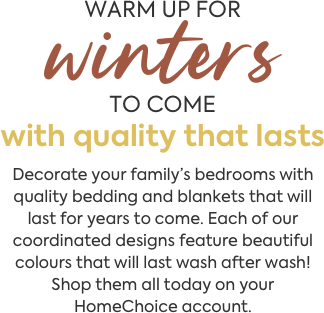 WARM UP FOR
winters
TO COME
with quality that lasts
Decorate your family's bedrooms with
quality bedding and blankets that will
last for years to come. Each of our
coordinated designs feature beautiful
colours that will last wash after wash!
Shop them all today on your
HomeChoice account.